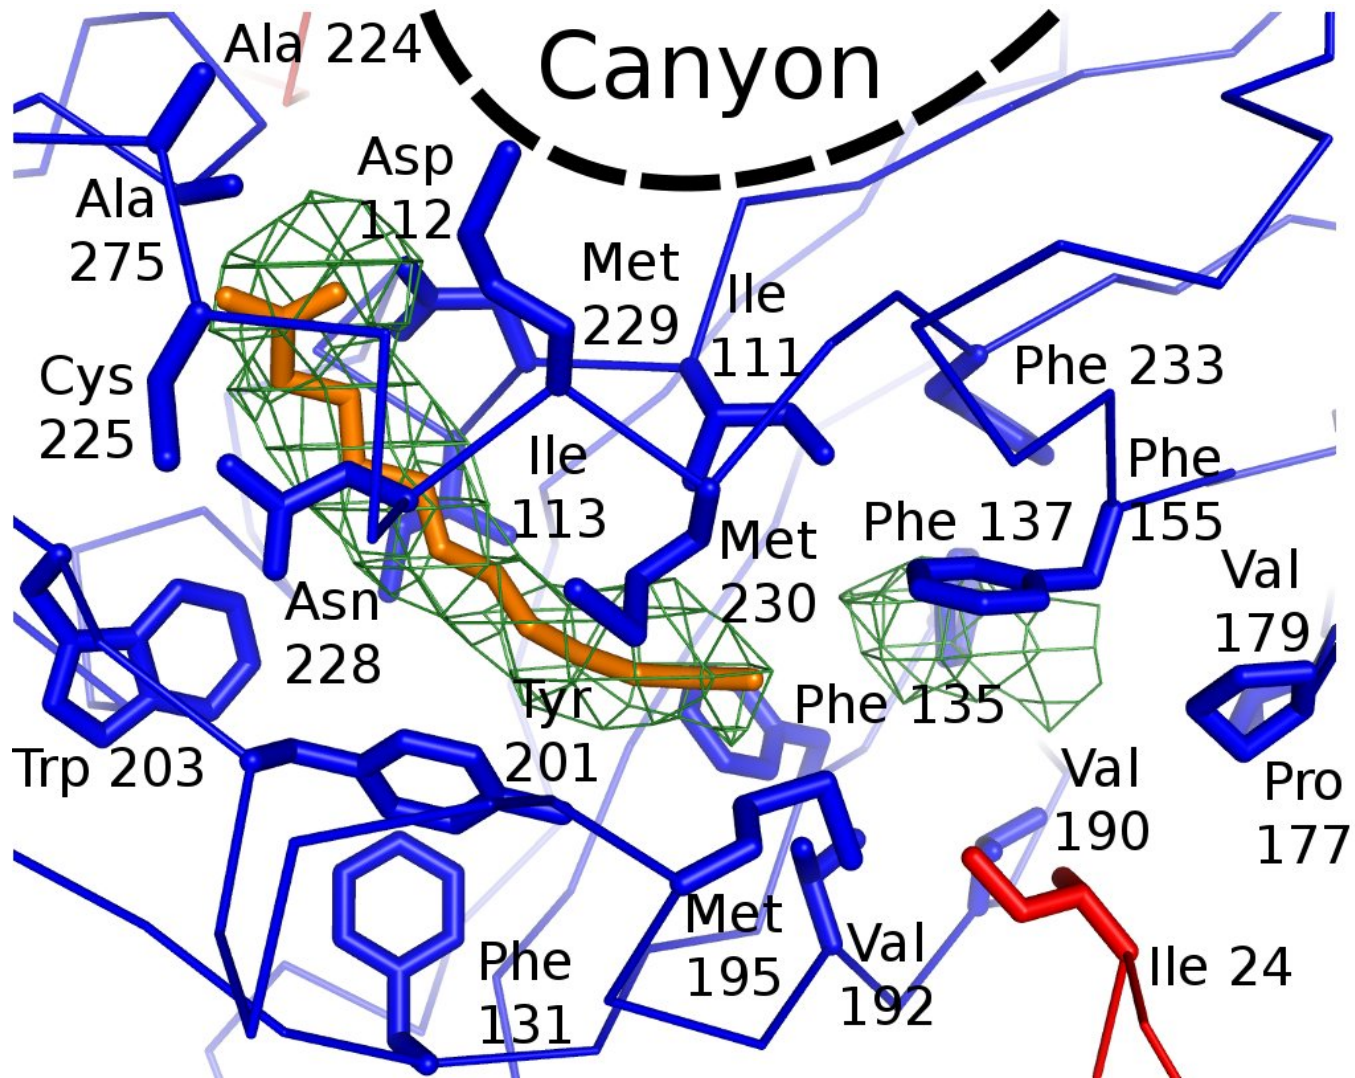 Ala 224
Canyon
Asp
112
Ala
275
Met
229
Ile
111
Phe 233
Cys
225
Ile
113
Phe
155
Phe 137
Met
230
Val
179
Asn
228
Tyr
201
Phe 135
Trp 203
Val
190
Pro
177
Met
195
Val
192
Phe
131
Ile 24